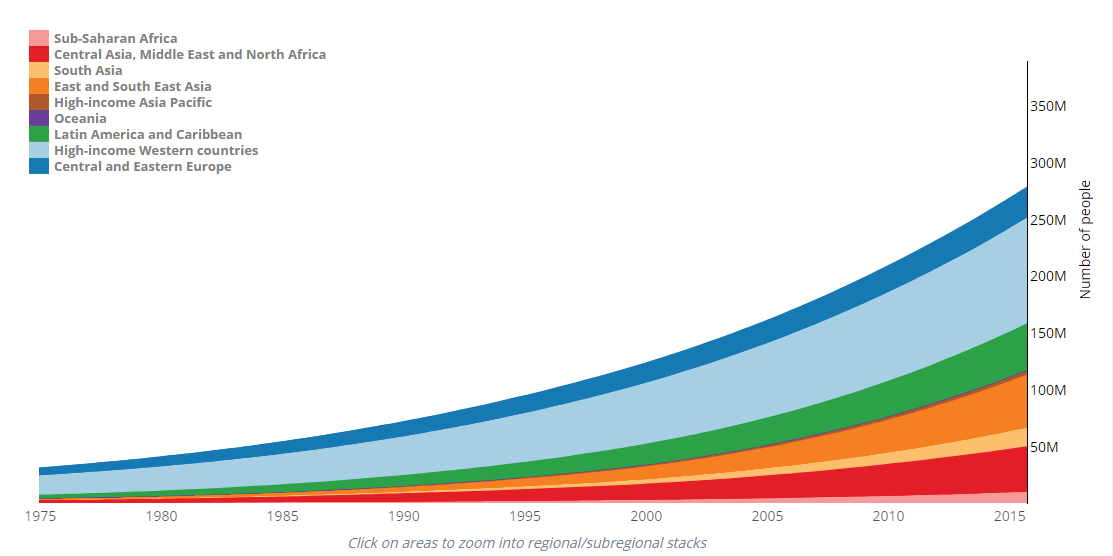 Sub-Saharan Africa
Central Asia, Middle East and North Africa
South Asia
East and South East Asia
High-income Asia Pacific
Oceania
Latin America and Caribbean
High-income Western countries
Central and Eastern Europe
350M
300M
250M
200M
150M
100M
50M
Number of people
1975 1980 1985 1990 1995 2000 2005 2010 2015
Click on areas to zoom into regional/subregional stacks